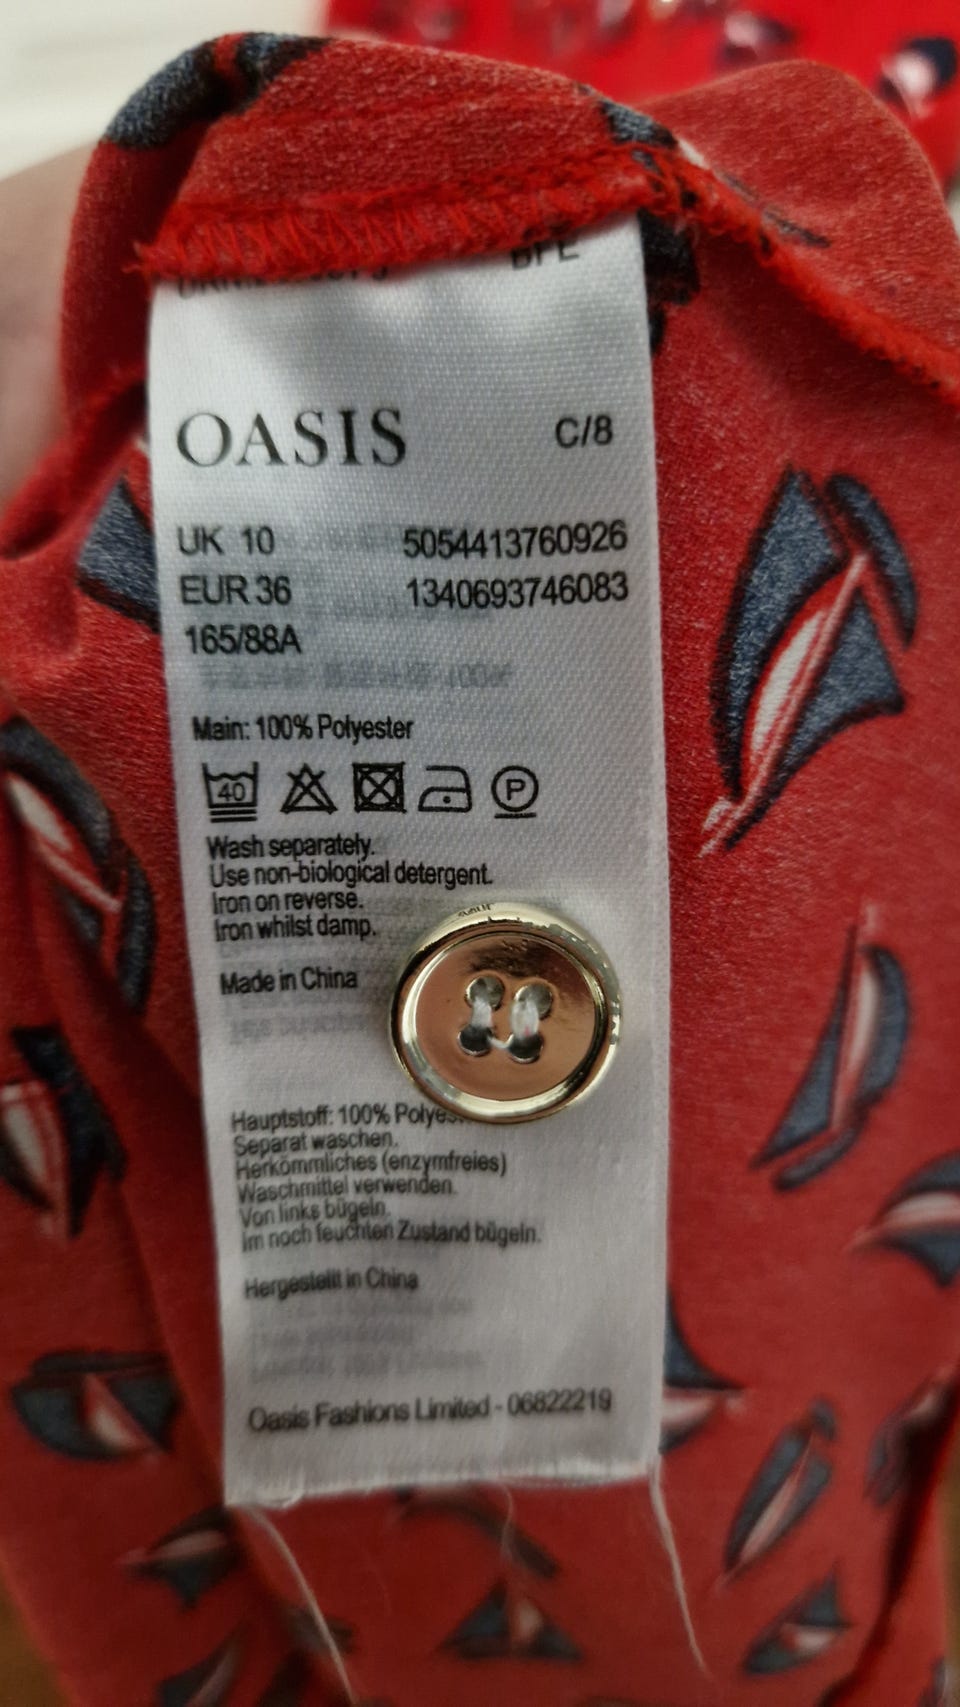 BFL
OASIS C/8
UK 10 5054413760926
EUR 36 1340693746083
165/88A
Main: 100% Polyester
40 P
Wash separately.
Use non-biological detergent.
Iron on reverse.
Iron whilst damp.
Made in China
Hauptstoff: 100%
Separat waschen.
Herkömmliches (enzymfreies)
Waschmittel verwenden.
Von links bügeln.
Im noch feuchten Zustand bügeln.
Hergestellt in China
Oasis Fashions Limited - 06822219